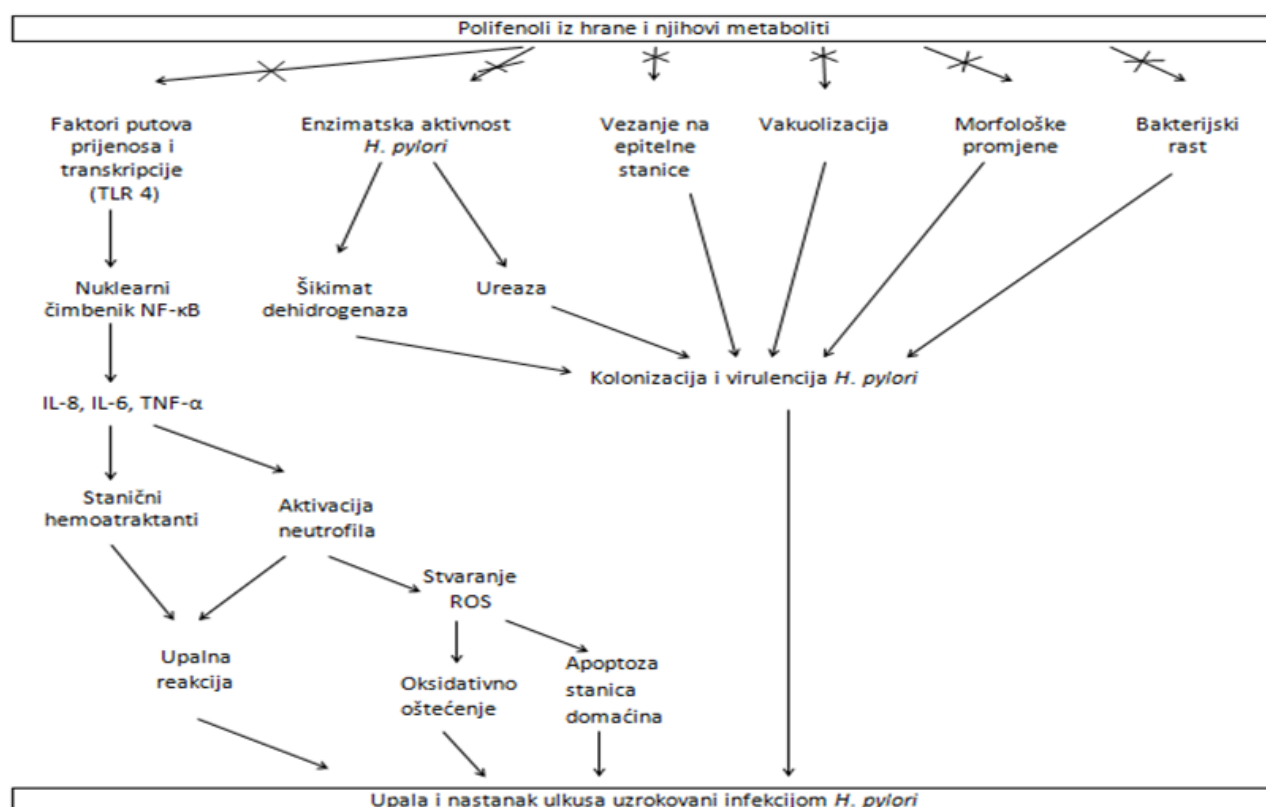 Polifenoli iz hrane i njihovi metaboliti
Faktori putova
prijenosa i
transkripcije
(TLR 4)
Enzimatska aktivnost
H. pylori
Vezanje na
epitelne
stanice
Vakuolizacija
Morfološke
promjene
Bakterijski
rast
Nuklearni
čimbenik NF-κB
Šikimat
dehidrogenaza
Ureaza
Kolonizacija i virulencija H. pylori
IL-8, IL-6, TNF-α
Stanični
hemoatraktanti
Aktivacija
neutrofila
Stvaranje
ROS
Upalna
reakcija
Oksidativno
oštećenje
Apoptoza
stanica
domaćina
Upala i nastanak ulkusa uzrokovani infekcijom H. pylori